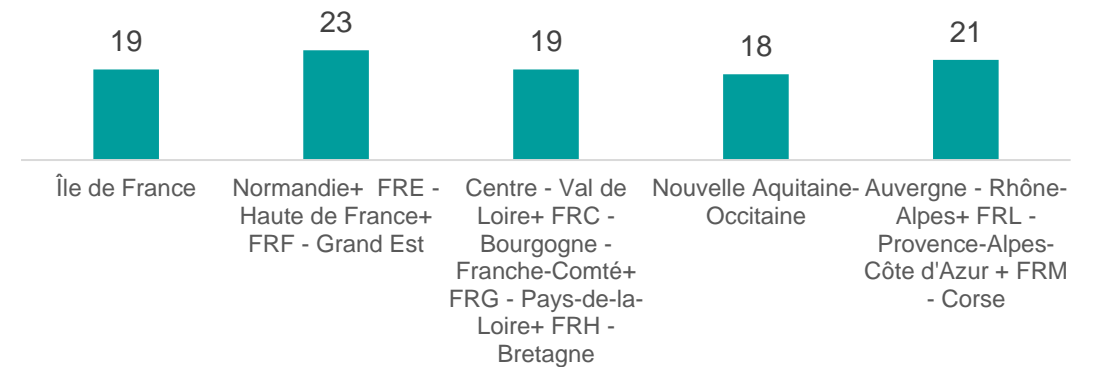 19
23
19
18
21
Île de France
Normandie+ FRE -
Haute de France+
FRF - Grand Est
Centre - Val de
Loire+ FRC -
Bourgogne -
Franche-Comté+
FRG - Pays-de-la-
Loire+ FRH -
Bretagne
Nouvelle Aquitaine-
Occitaine
Auvergne - Rhône-
Alpes+ FRL -
Provence-Alpes-
Côte d'Azur + FRM
- Corse